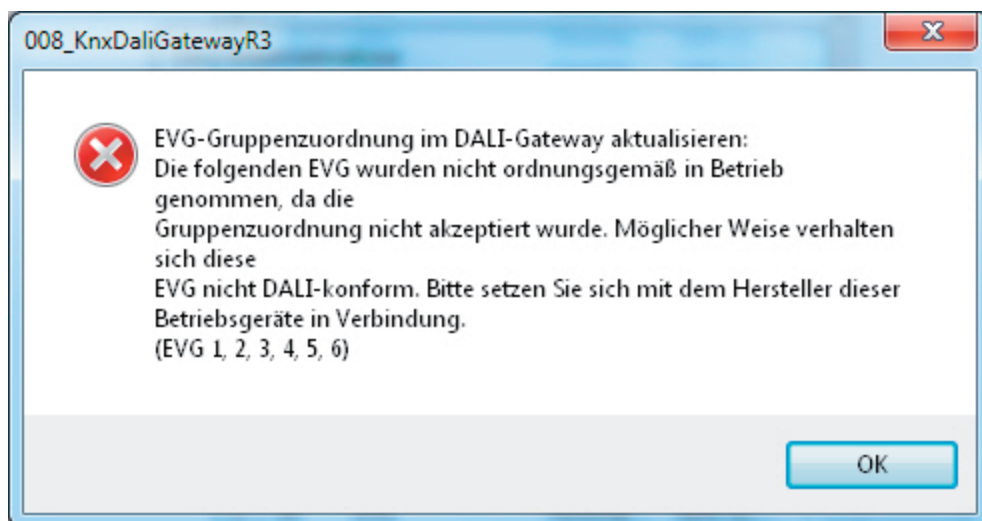 008_KnxDaliGatewayR3
EVG-Gruppenzuordnung im DALI-Gateway aktualisieren:
Die folgenden EVG wurden nicht ordnungsgemäß in Betrieb
genommen, da die
Gruppenzuordnung nicht akzeptiert wurde. Möglicher Weise verhalten
sich diese
EVG nicht DALI-konform. Bitte setzen Sie sich mit dem Hersteller dieser
Betriebsgeräte in Verbindung.
(EVG 1, 2, 3, 4, 5, 6)
OK